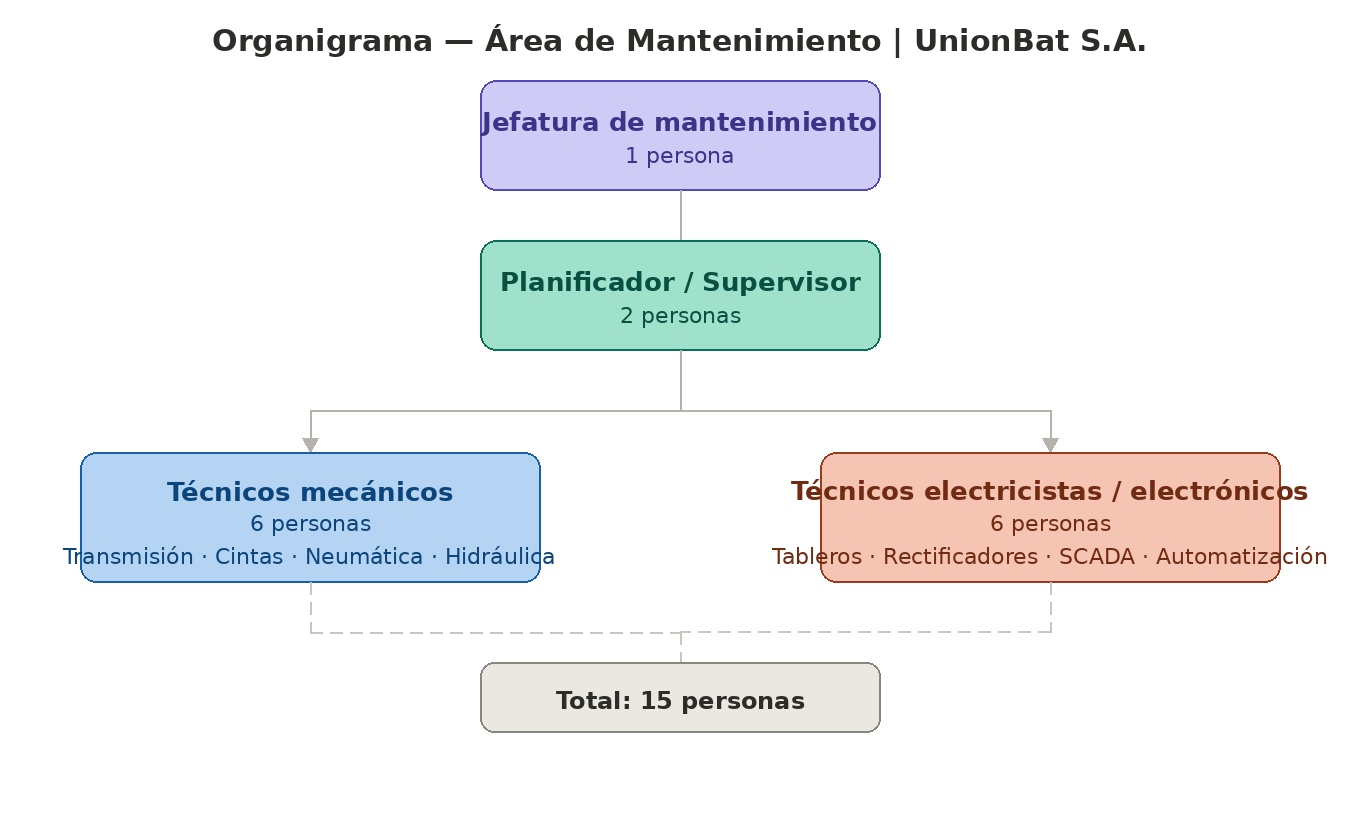 Organigrama — Área de Mantenimiento | UnionBat S.A.
Jefatura de mantenimiento
1 persona
Planificador / Supervisor
2 personas
Técnicos mecánicos
6 personas
Transmisión · Cintas · Neumática · Hidráulica
Técnicos electricistas / electrónicos
6 personas
Tableros · Rectificadores · SCADA · Automatización
Total: 15 personas